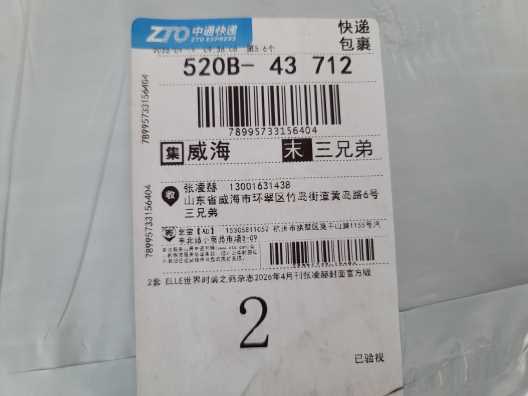 ZTO 中通快递
ZTO EXPRESS
快递
包裹
520B- 43 712
78995733156404
78995733156404
78995733156404
集 威海
末 三兄弟
收 张凌赫 13001631438
山东省威海市环翠区竹岛街道黄岛路6号
三兄弟
2套 ELLE世界时装之苑杂志2026年4月刊张凌赫封面官方版
2
已验视